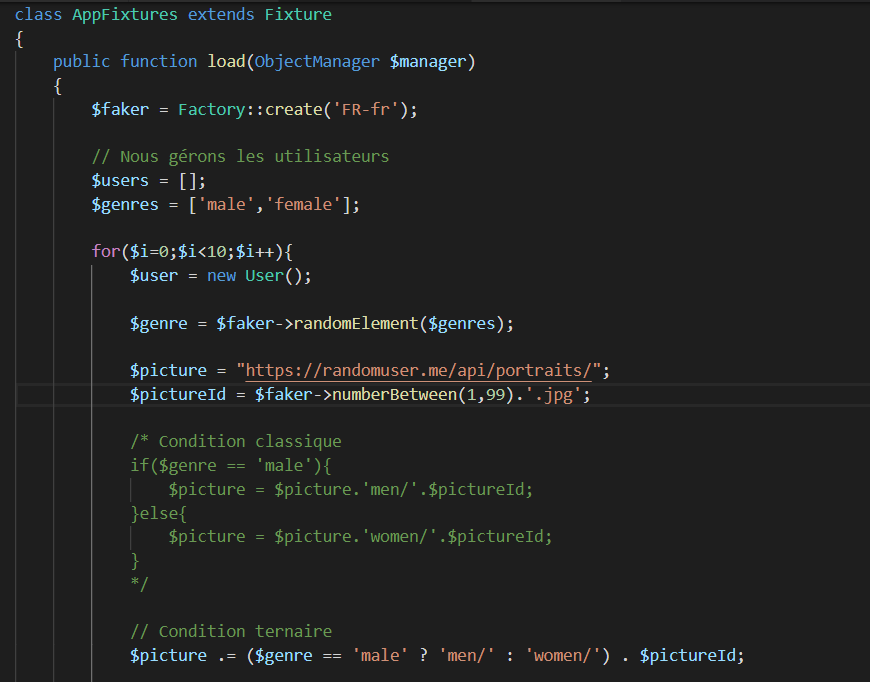 class AppFixtures extends Fixture
{
public function load(ObjectManager $manager)
{
$faker = Factory::create('FR-fr');
// Nous gérons les utilisateurs
$users = [];
$genres = ['male','female'];
for($i=0;$i<10;$i++){
$user = new User();
$genre = $faker->randomElement($genres);
$picture = "https://randomuser.me/api/portraits/";
$pictureId = $faker->numberBetween(1,99).'.jpg';
/* Condition classique
if($genre == 'male'){
$picture = $picture.'men/'.$pictureId;
}else{
$picture = $picture.'women/'.$pictureId;
}
*/
// Condition ternaire
$picture .= ($genre == 'male' ? 'men/' : 'women/') . $pictureId;